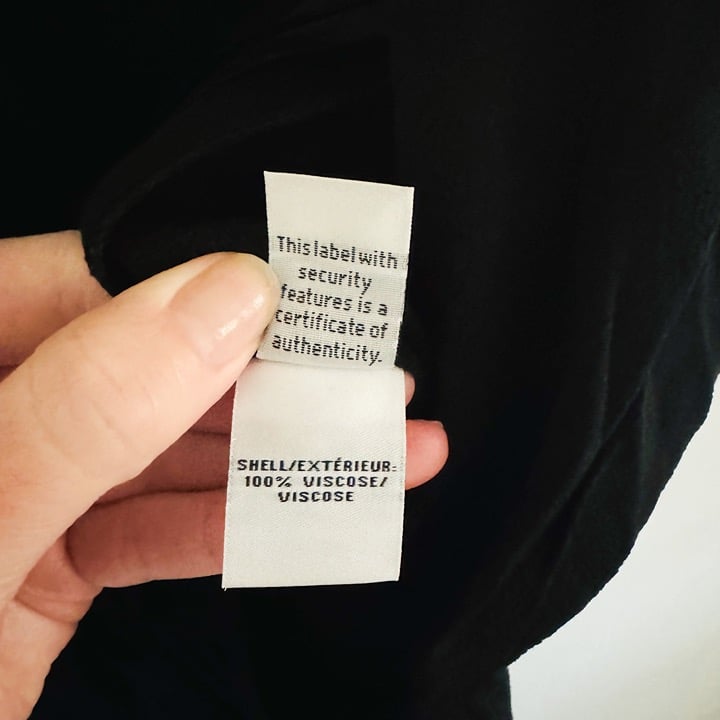 This label with
security
features is a
certificate of
authenticity.
SHELL/EXTÉRIEUR:
100% VISCOSE/
VISCOSE